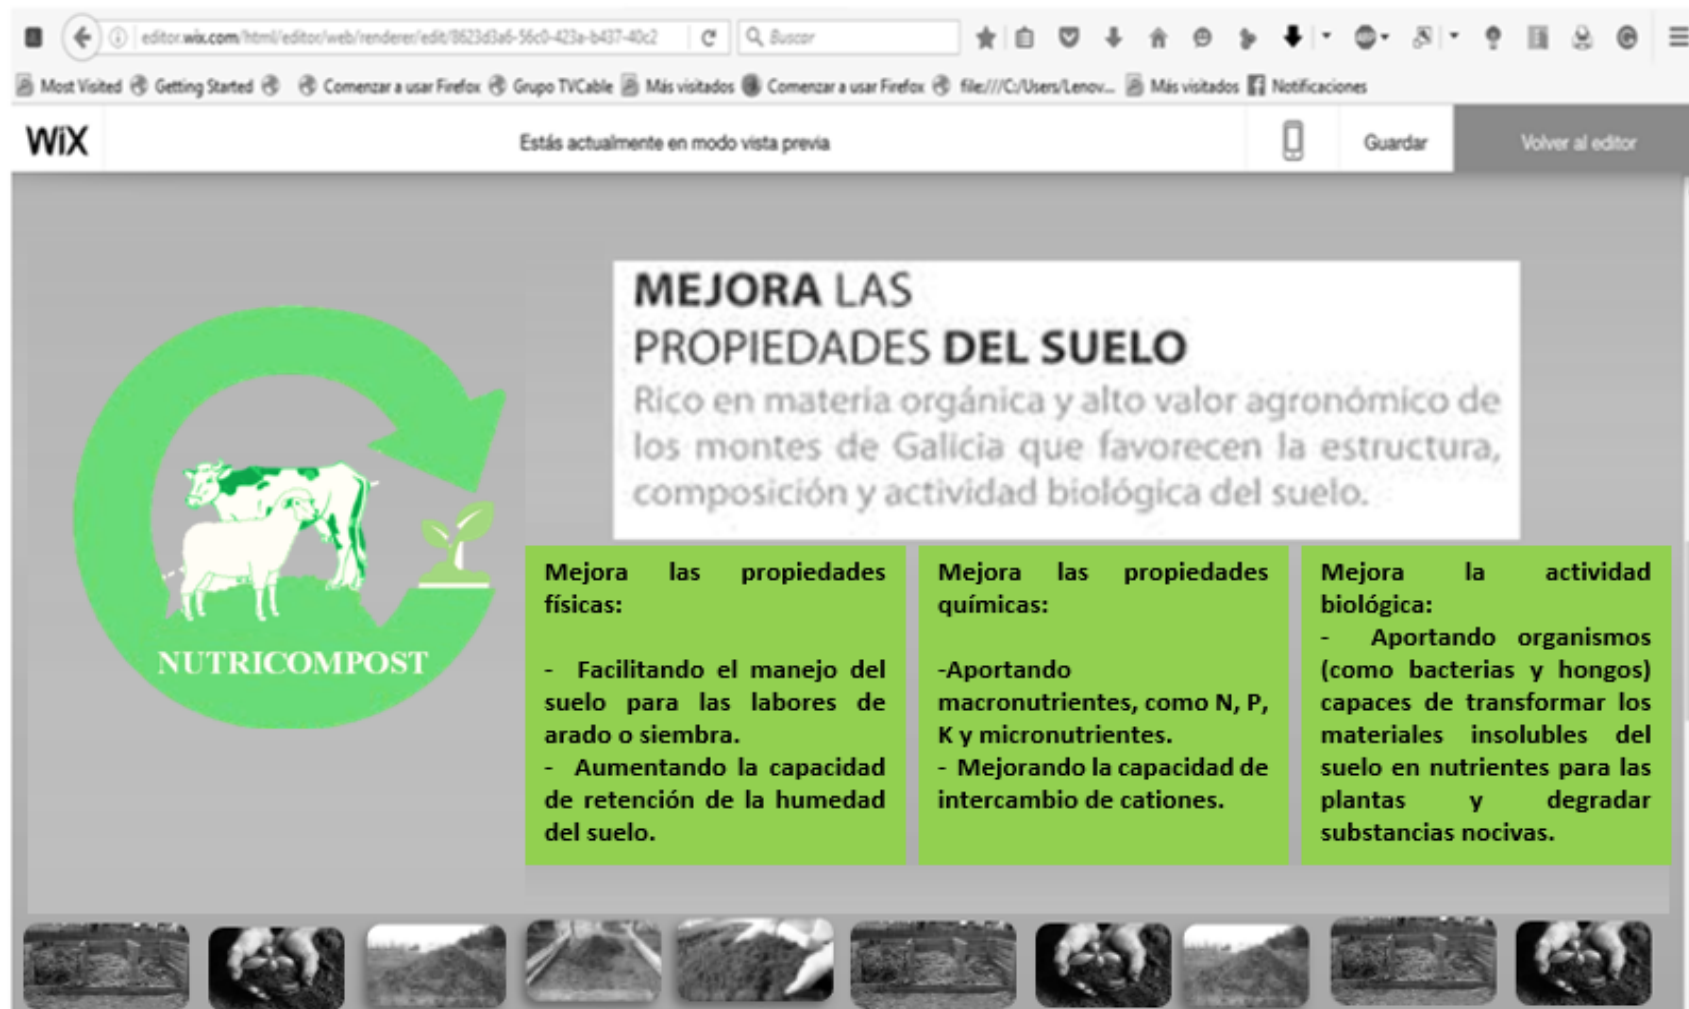 editor.wix.com/html/editor/web/renderer/edit/8623d3a6-56c0-423a-b437-40c2
Buscar
Most Visited Getting Started Comenzar a usar Firefox Grupo TVCable Más visitados Comenzar a usar Firefox file:///C:/Users/Lenov... Más visitados Notificaciones
WiX
Estás actualmente en modo vista previa
Guardar
Volver al editor
MEJORA LAS
PROPIEDADES DEL SUELO
Rico en materia orgánica y alto valor agronómico de
los montes de Galicia que favorecen la estructura,
composición y actividad biológica del suelo.
NUTRICOMPOST
Mejora las propiedades
físicas:
- Facilitando el manejo del
suelo para las labores de
arado o siembra.
- Aumentando la capacidad
de retención de la humedad
del suelo.
Mejora las propiedades
químicas:
-Aportando
macronutrientes, como N, P,
K y micronutrientes.
- Mejorando la capacidad de
intercambio de cationes.
Mejora la actividad
biológica:
- Aportando organismos
(como bacterias y hongos)
capaces de transformar los
materiales insolubles del
suelo en nutrientes para las
plantas y degradar
substancias nocivas.